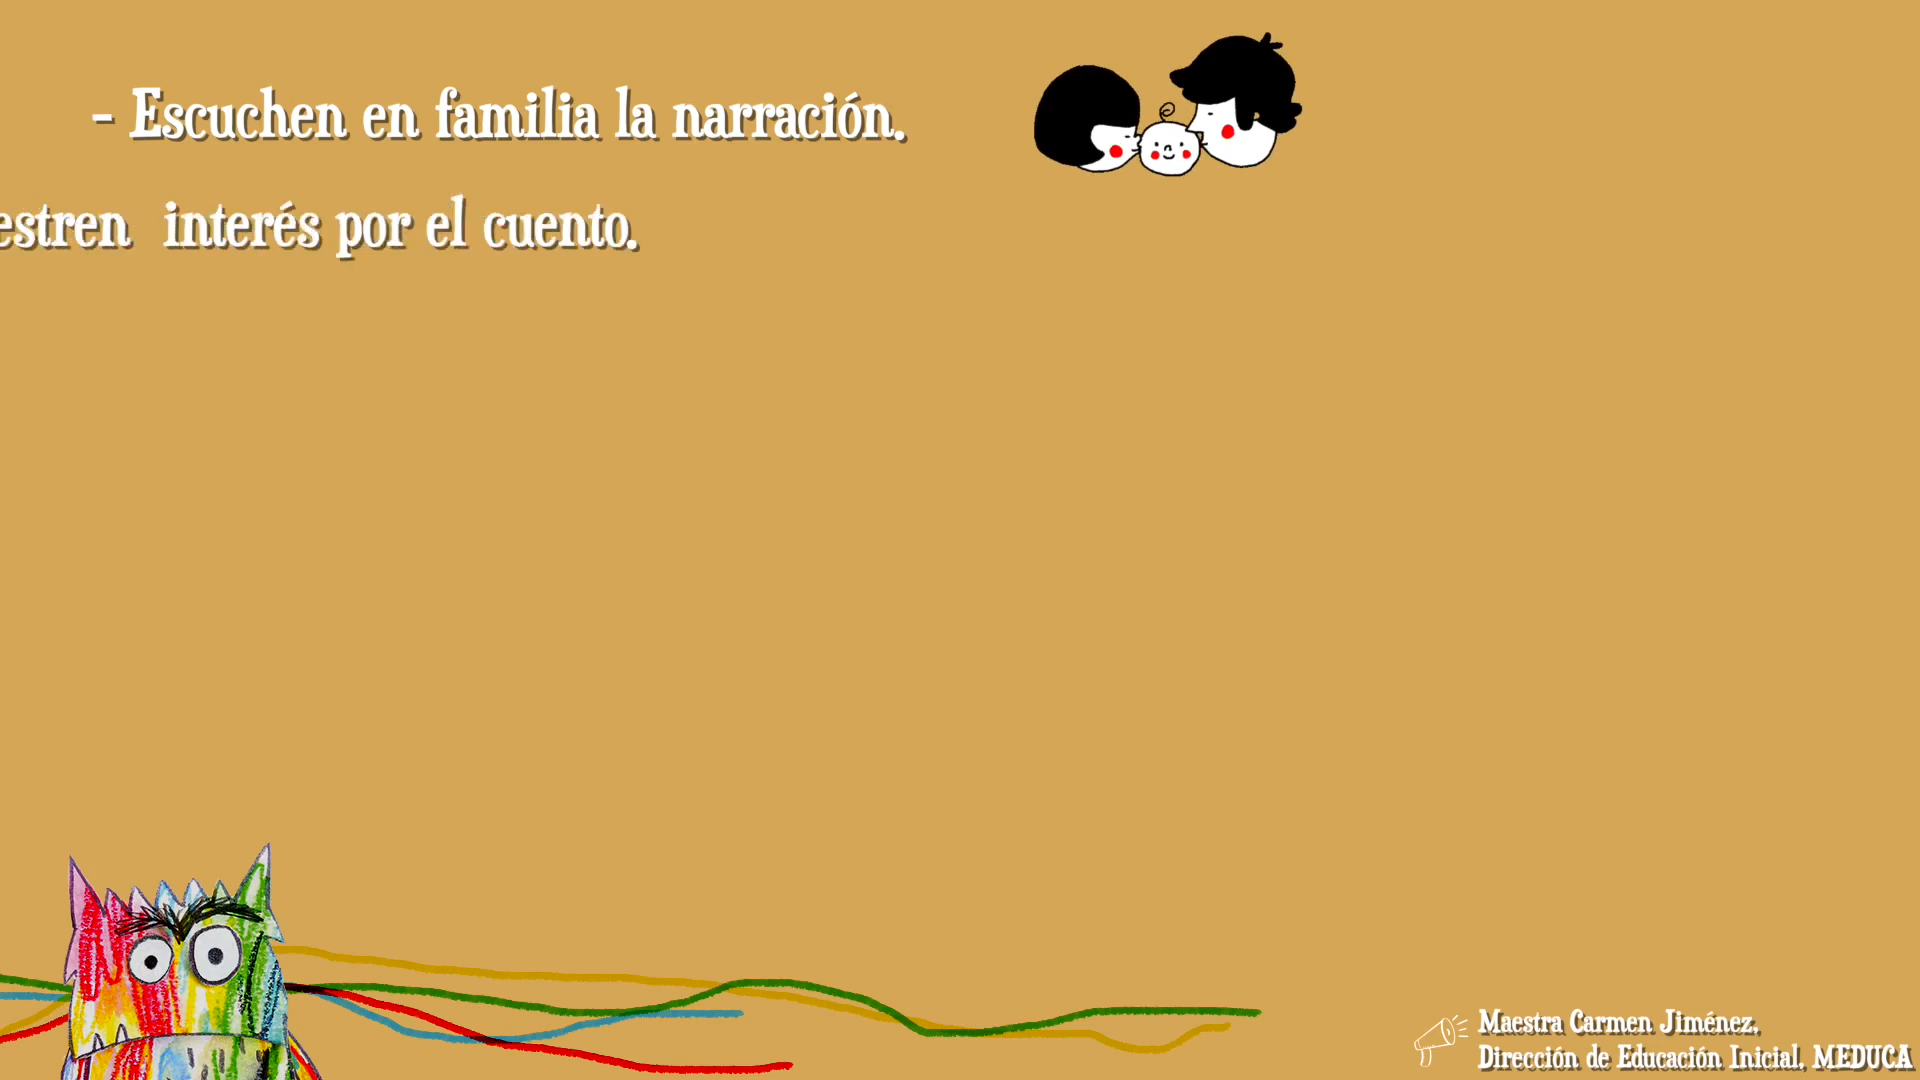 - Escuchen en familia la narración.
estren interés por el cuento.
Maestra Carmen Jiménez,
Dirección de Educación Inicial, MEDUCA